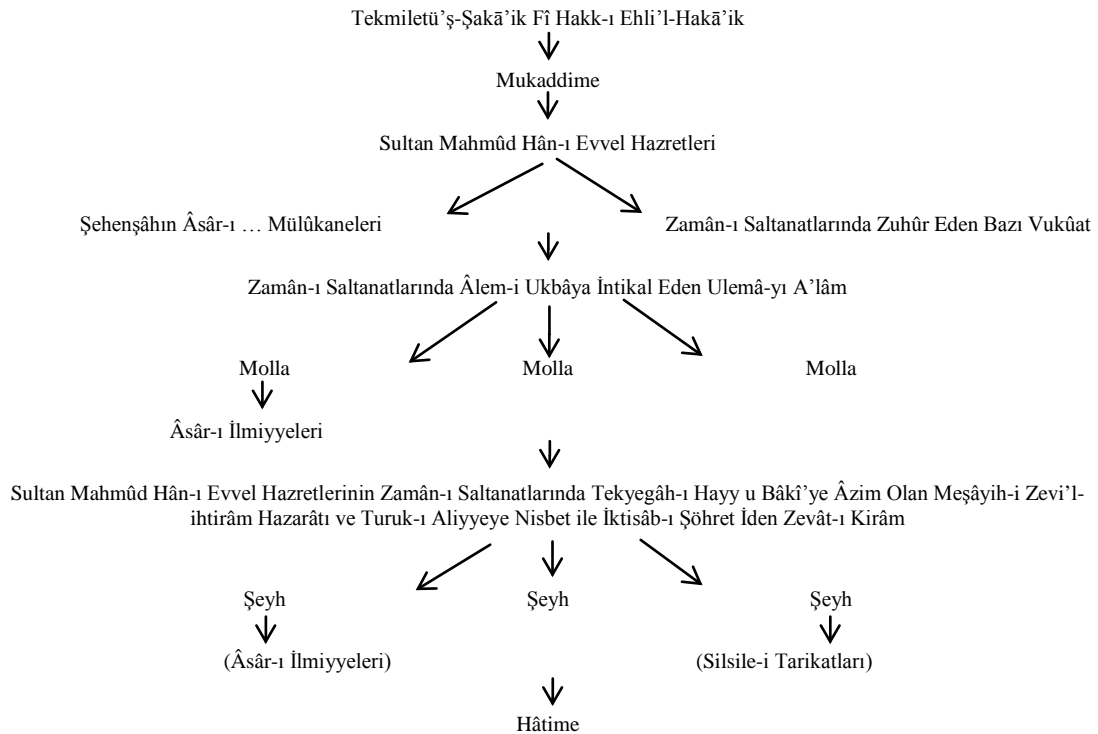 Tekmiletü’ş-Şakā’ik Fî Hakk-ı Ehli’l-Hakā’ik
Mukaddime
Sultan Mahmûd Hân-ı Evvel Hazretleri
Şehenşâhın Âsâr-ı … Mülûkaneleri
Zamân-ı Saltanatlarında Zuhûr Eden Bazı Vukûat
Zamân-ı Saltanatlarında Âlem-i Ukbâya İntikal Eden Ulemâ-yı A’lâm
Molla
Molla
Molla
Âsâr-ı İlmiyyeleri
Sultan Mahmûd Hân-ı Evvel Hazretlerinin Zamân-ı Saltanatlarında Tekyegâh-ı Hayy u Bâkî’ye Âzim Olan Meşâyih-i Zevi’l-
ihtirâm Hazarâtı ve Turuk-ı Aliyyeye Nisbet ile İktisâb-ı Şöhret İden Zevât-ı Kirâm
Şeyh
Şeyh
Şeyh
(Âsâr-ı İlmiyyeleri)
(Silsile-i Tarikatları)
Hâtime